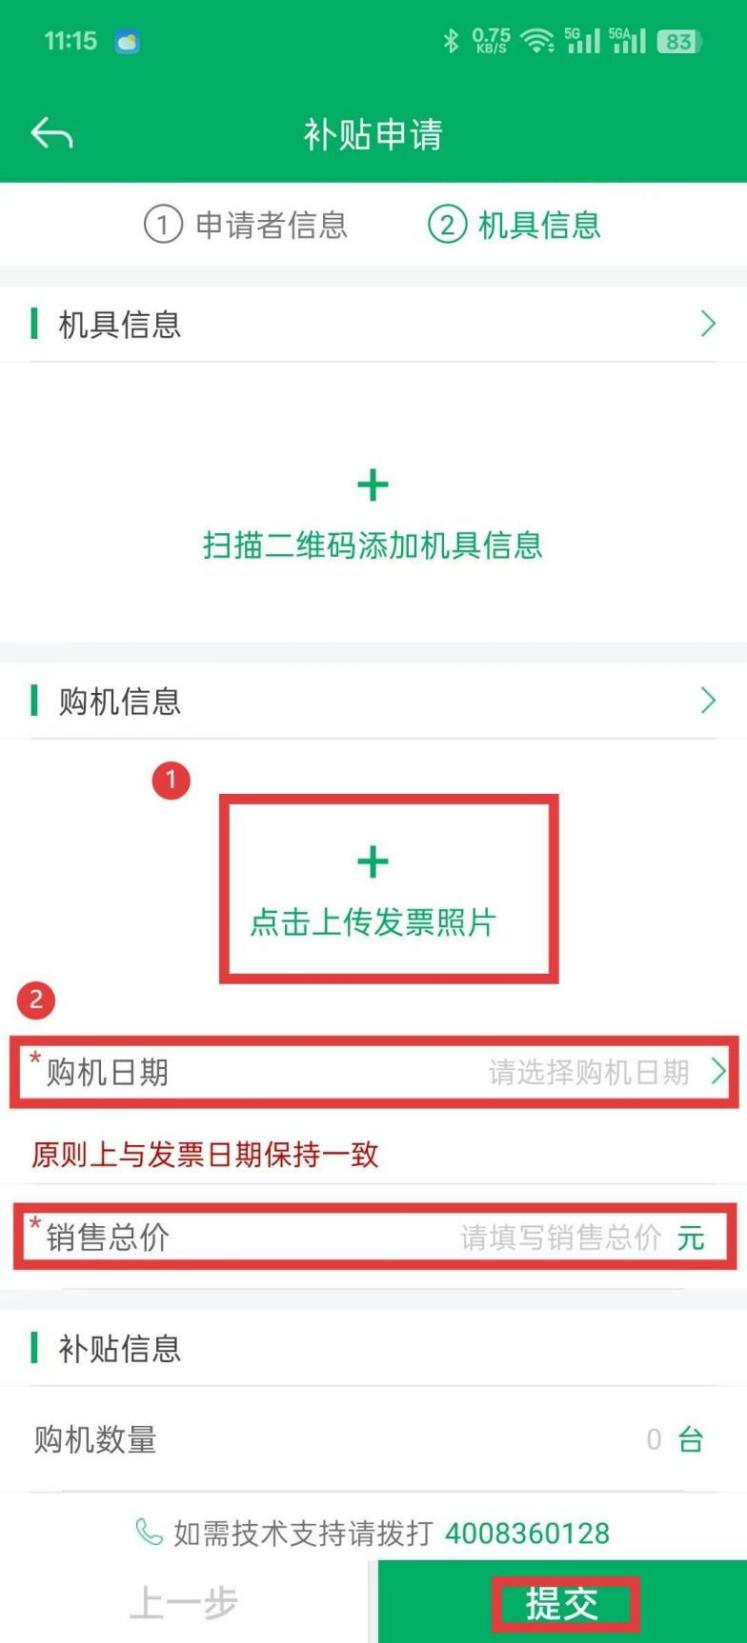 11:15 0.75 KB/S 5G 5GA 83
补贴申请
1 申请者信息 2 机具信息
机具信息
+
扫描二维码添加机具信息
购机信息
1
+
点击上传发票照片
2
*购机日期 请选择购机日期
原则上与发票日期保持一致
*销售总价 请填写销售总价 元
补贴信息
购机数量 0 台
如需技术支持请拨打 4008360128
上一步 提交